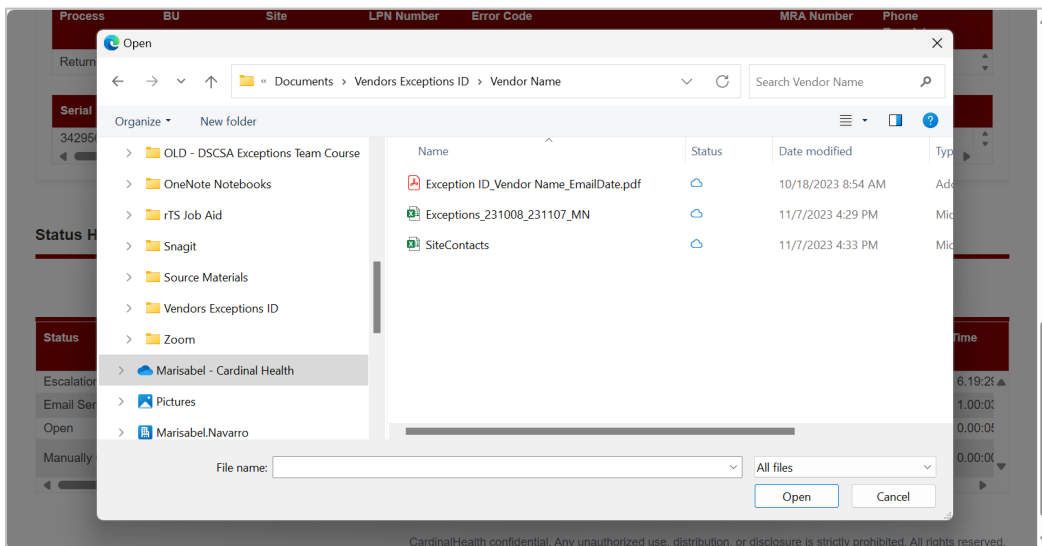 Process BU Site LPN Number Error Code MRA Number Phone
Open
Return
« Documents > Vendors Exceptions ID > Vendor Name Search Vendor Name
Serial
Organize New folder
34295
OLD - DSCSA Exceptions Team Course Name Status Date modified Typ
OneNote Notebooks Exception ID_Vendor Name_EmailDate.pdf 10/18/2023 8:54 AM Ado
rTS Job Aid Exceptions_231008_231107_MN 11/7/2023 4:29 PM Mic
Status H
Snagit SiteContacts 11/7/2023 4:33 PM Mic
Source Materials
Vendors Exceptions ID
Status Zoom Time
Marisabel - Cardinal Health
Escalation 6.19:29
Email Ser Pictures 1.00:03
Open Marisabel.Navarro 0.00:0
Manually File name: All files 0.00:0
Open Cancel
CardinalHealth confidential. Any unauthorized use, distribution, or disclosure is strictly prohibited. All rights reserved.